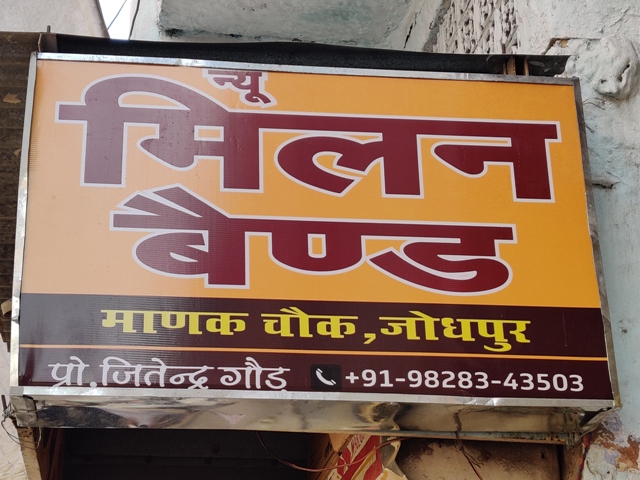 न्यू
मिलन
बैण्ड
माणक चौक,जोधपुर
प्रो.जितेन्द्र गौड +91-98283-43503